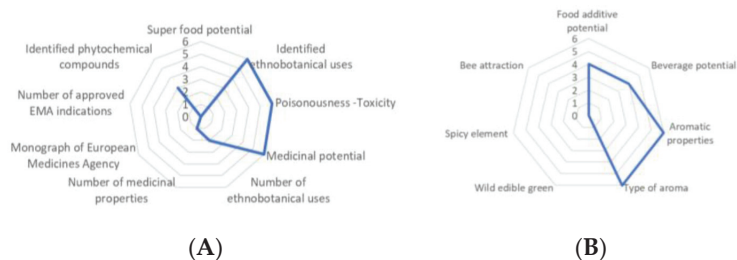 Super food potential
6
5
4
3
2
1
0
Identified
ethnobotanical uses
Poisonousness -Toxicity
Medicinal potential
Number of
ethnobotanical uses
Number of medicinal
properties
Monograph of European
Medicines Agency
Number of approved
EMA indications
Identified phytochemical
compounds
(A)
Food additive
potential
6
5
4
3
2
1
0
Beverage potential
Aromatic
properties
Type of aroma
Wild edible green
Spicy element
Bee attraction
(B)